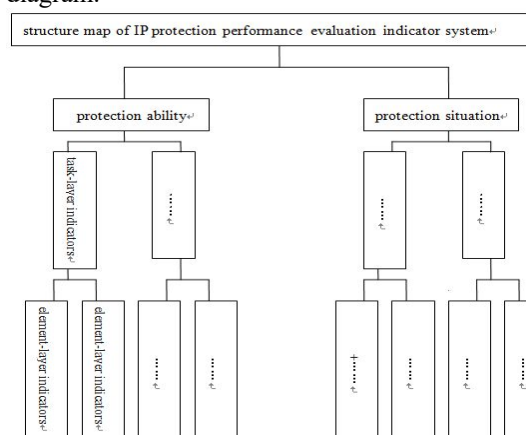 diagram:
structure map of IP protection performance evaluation indicator system↵
protection ability↵
protection situation↵
task-layer indicators↵
......↵
......↵
......↵
element-layer indicators↵
element-layer indicators↵
......↵
......↵
+......↵
......↵
......↵
......↵